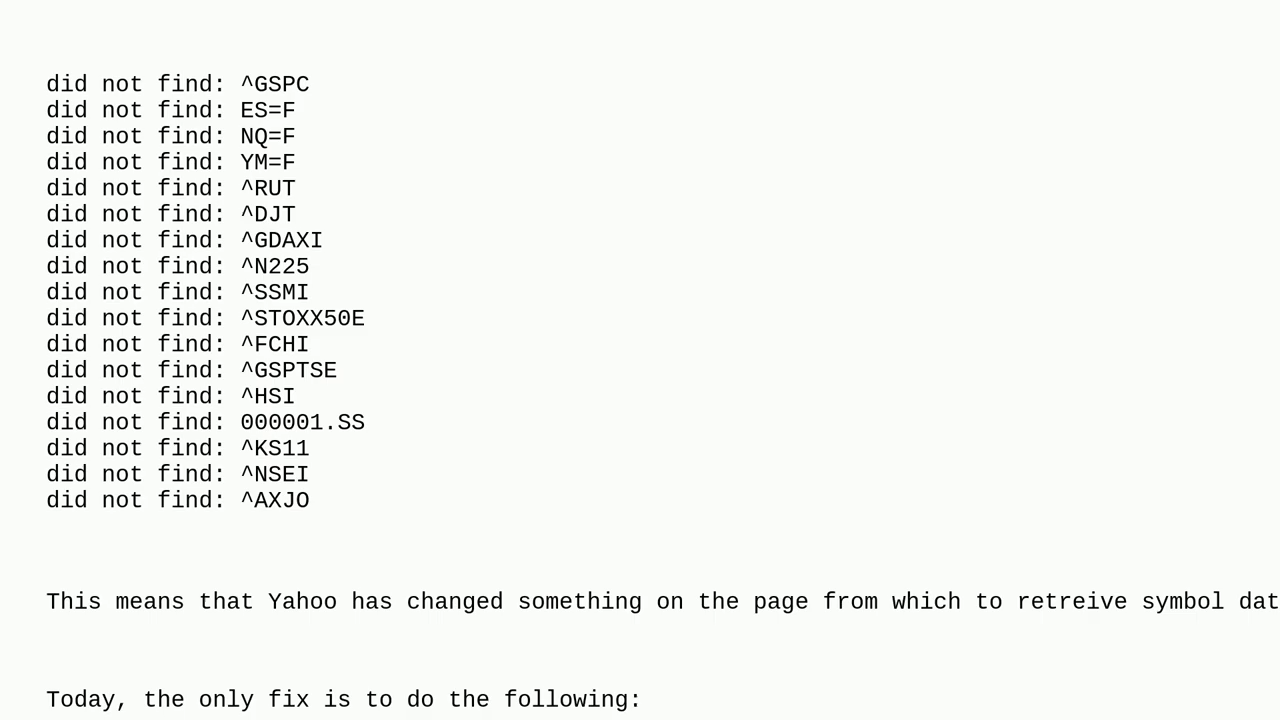 did not find: ^GSPC
did not find: ES=F
did not find: NQ=F
did not find: YM=F
did not find: ^RUT
did not find: ^DJT
did not find: ^GDAXI
did not find: ^N225
did not find: ^SSMI
did not find: ^STOXX50E
did not find: ^FCHI
did not find: ^GSPTSE
did not find: ^HSI
did not find: 000001.SS
did not find: ^KS11
did not find: ^NSEI
did not find: ^AXJO
This means that Yahoo has changed something on the page from which to retreive symbol dat
Today, the only fix is to do the following: